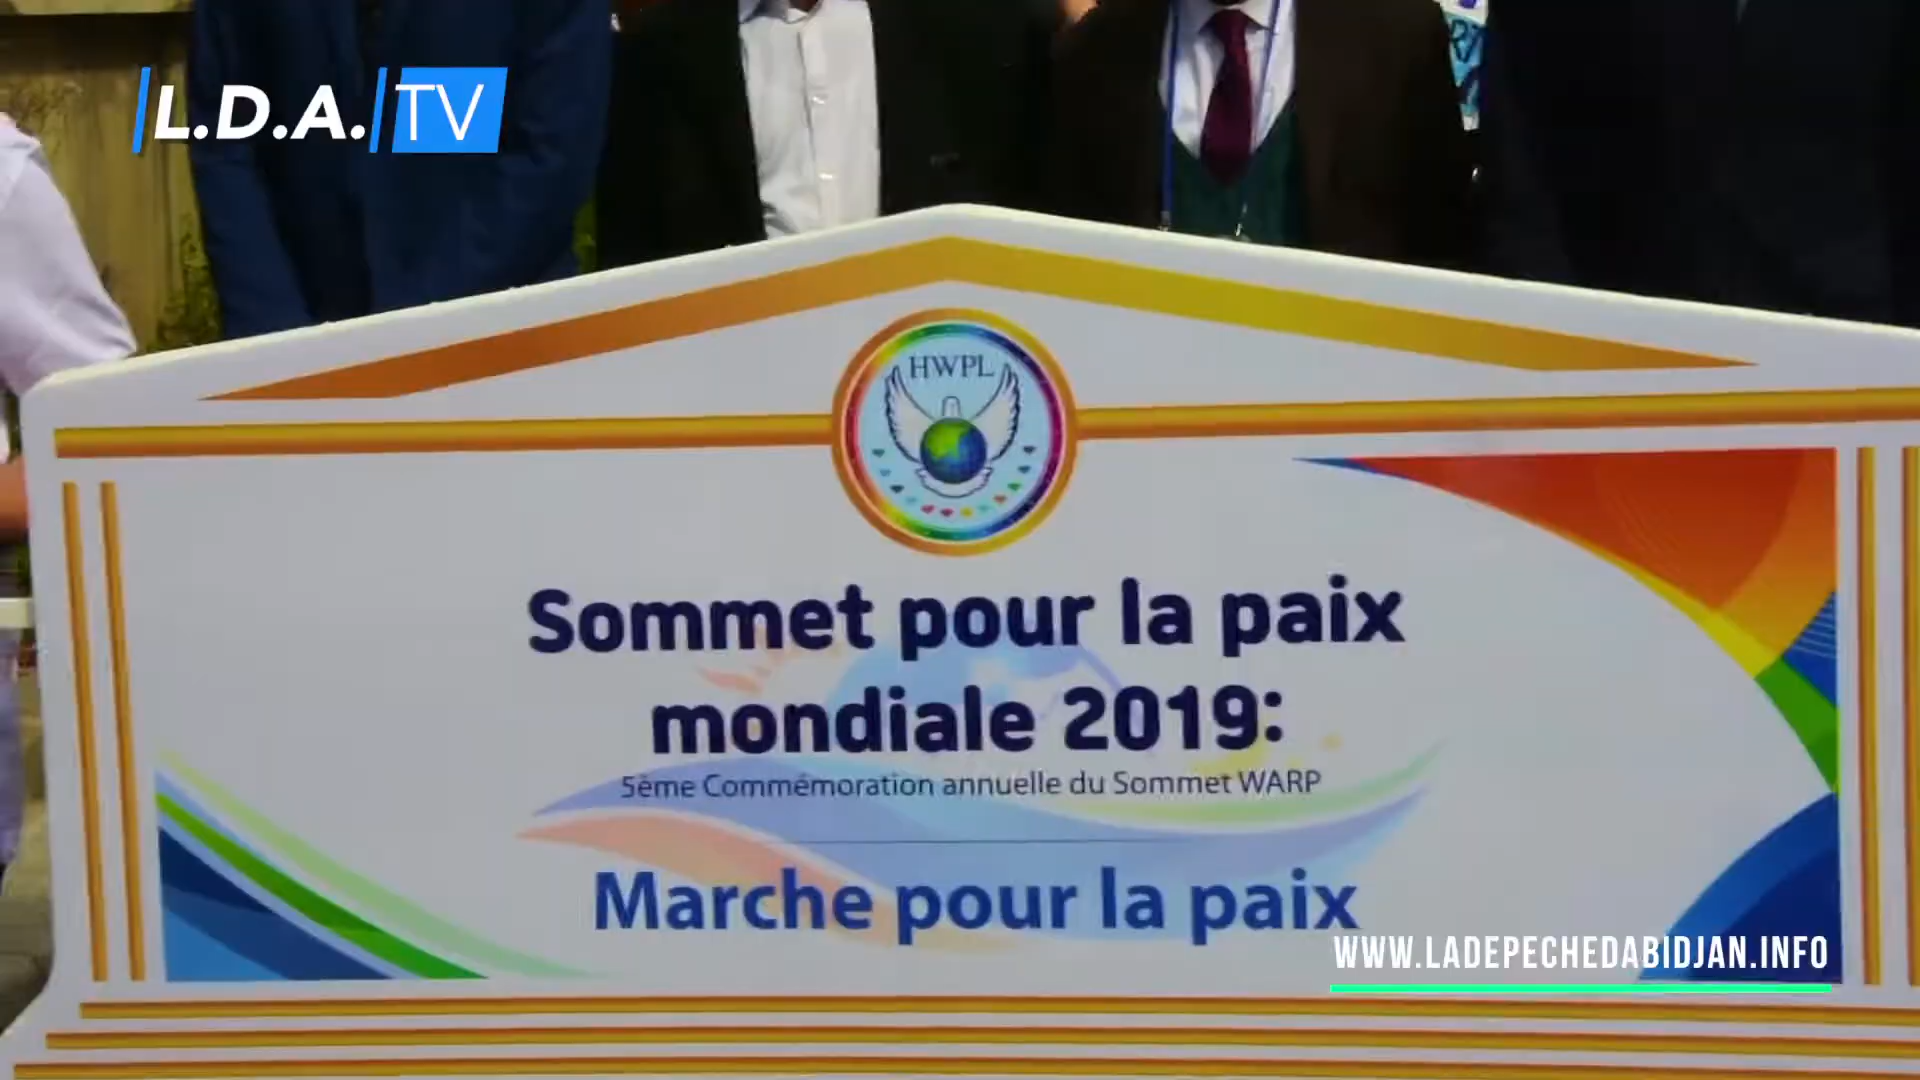 L.D.A. TV
HWPL
Sommet pour la paix
mondiale 2019:
5ème Commémoration annuelle du Sommet WARP
Marche pour la paix
WWW.LADEPECHEDABIDJAN.INFO